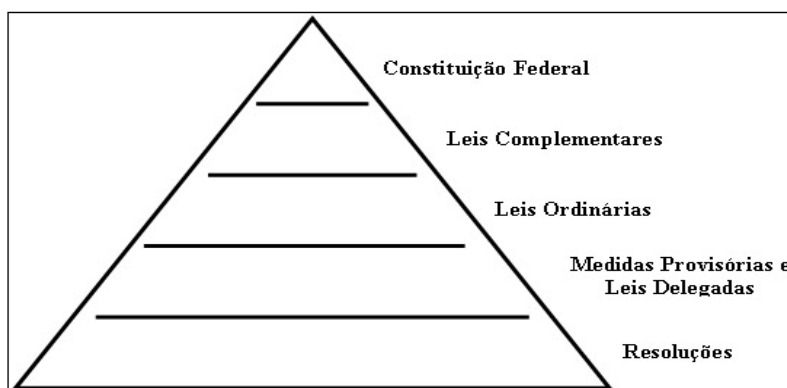 Constituição Federal
Leis Complementares
Leis Ordinárias
Medidas Provisórias e
Leis Delegadas
Resoluções